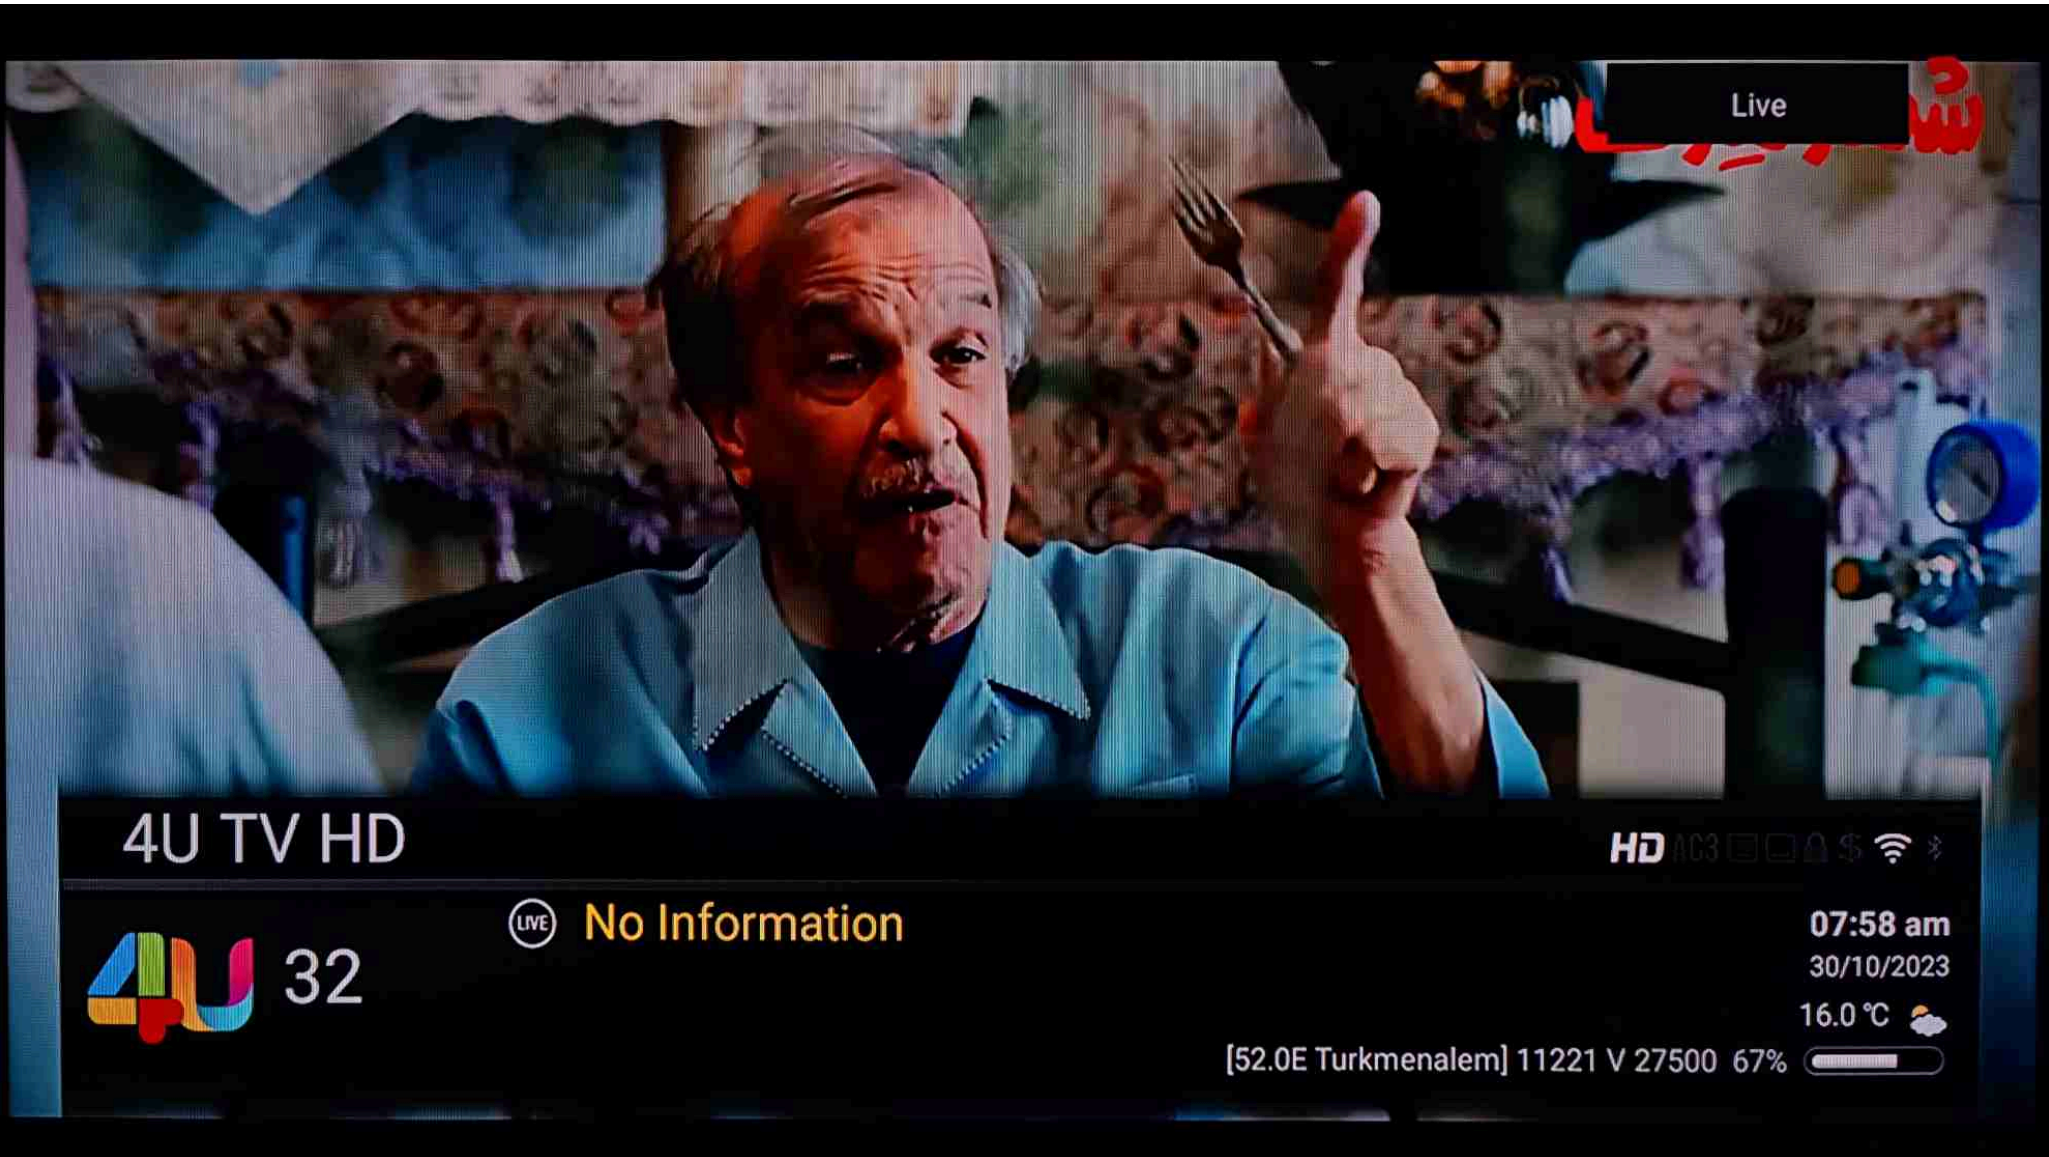 Live
4U TV HD
HD AC3 $
4U 32
LIVE No Information
07:58 am
30/10/2023
16.0 °C
[52.0E Turkmenalem] 11221 V 27500 67%